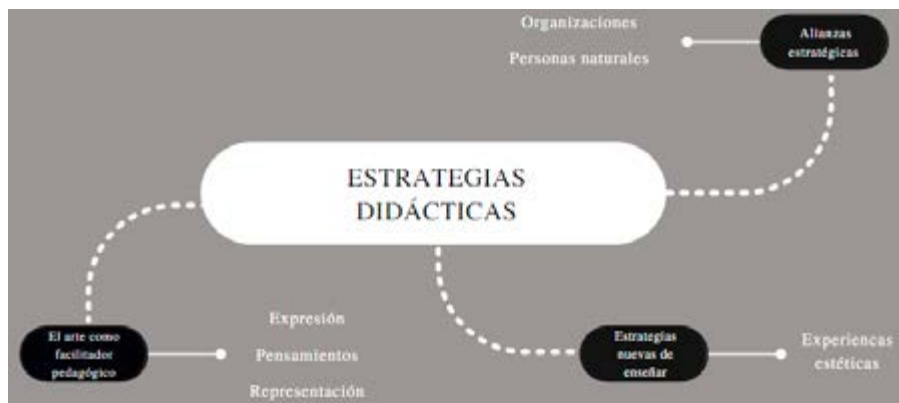 Organizaciones
Personas naturales
Alianzas
estratégicas
ESTRATEGIAS
DIDÁCTICAS
El arte como
facilitador
pedagógico
Expresión
Pensamientos
Representación
Estrategias
nuevas de
enseñar
Experiencas
estéticas